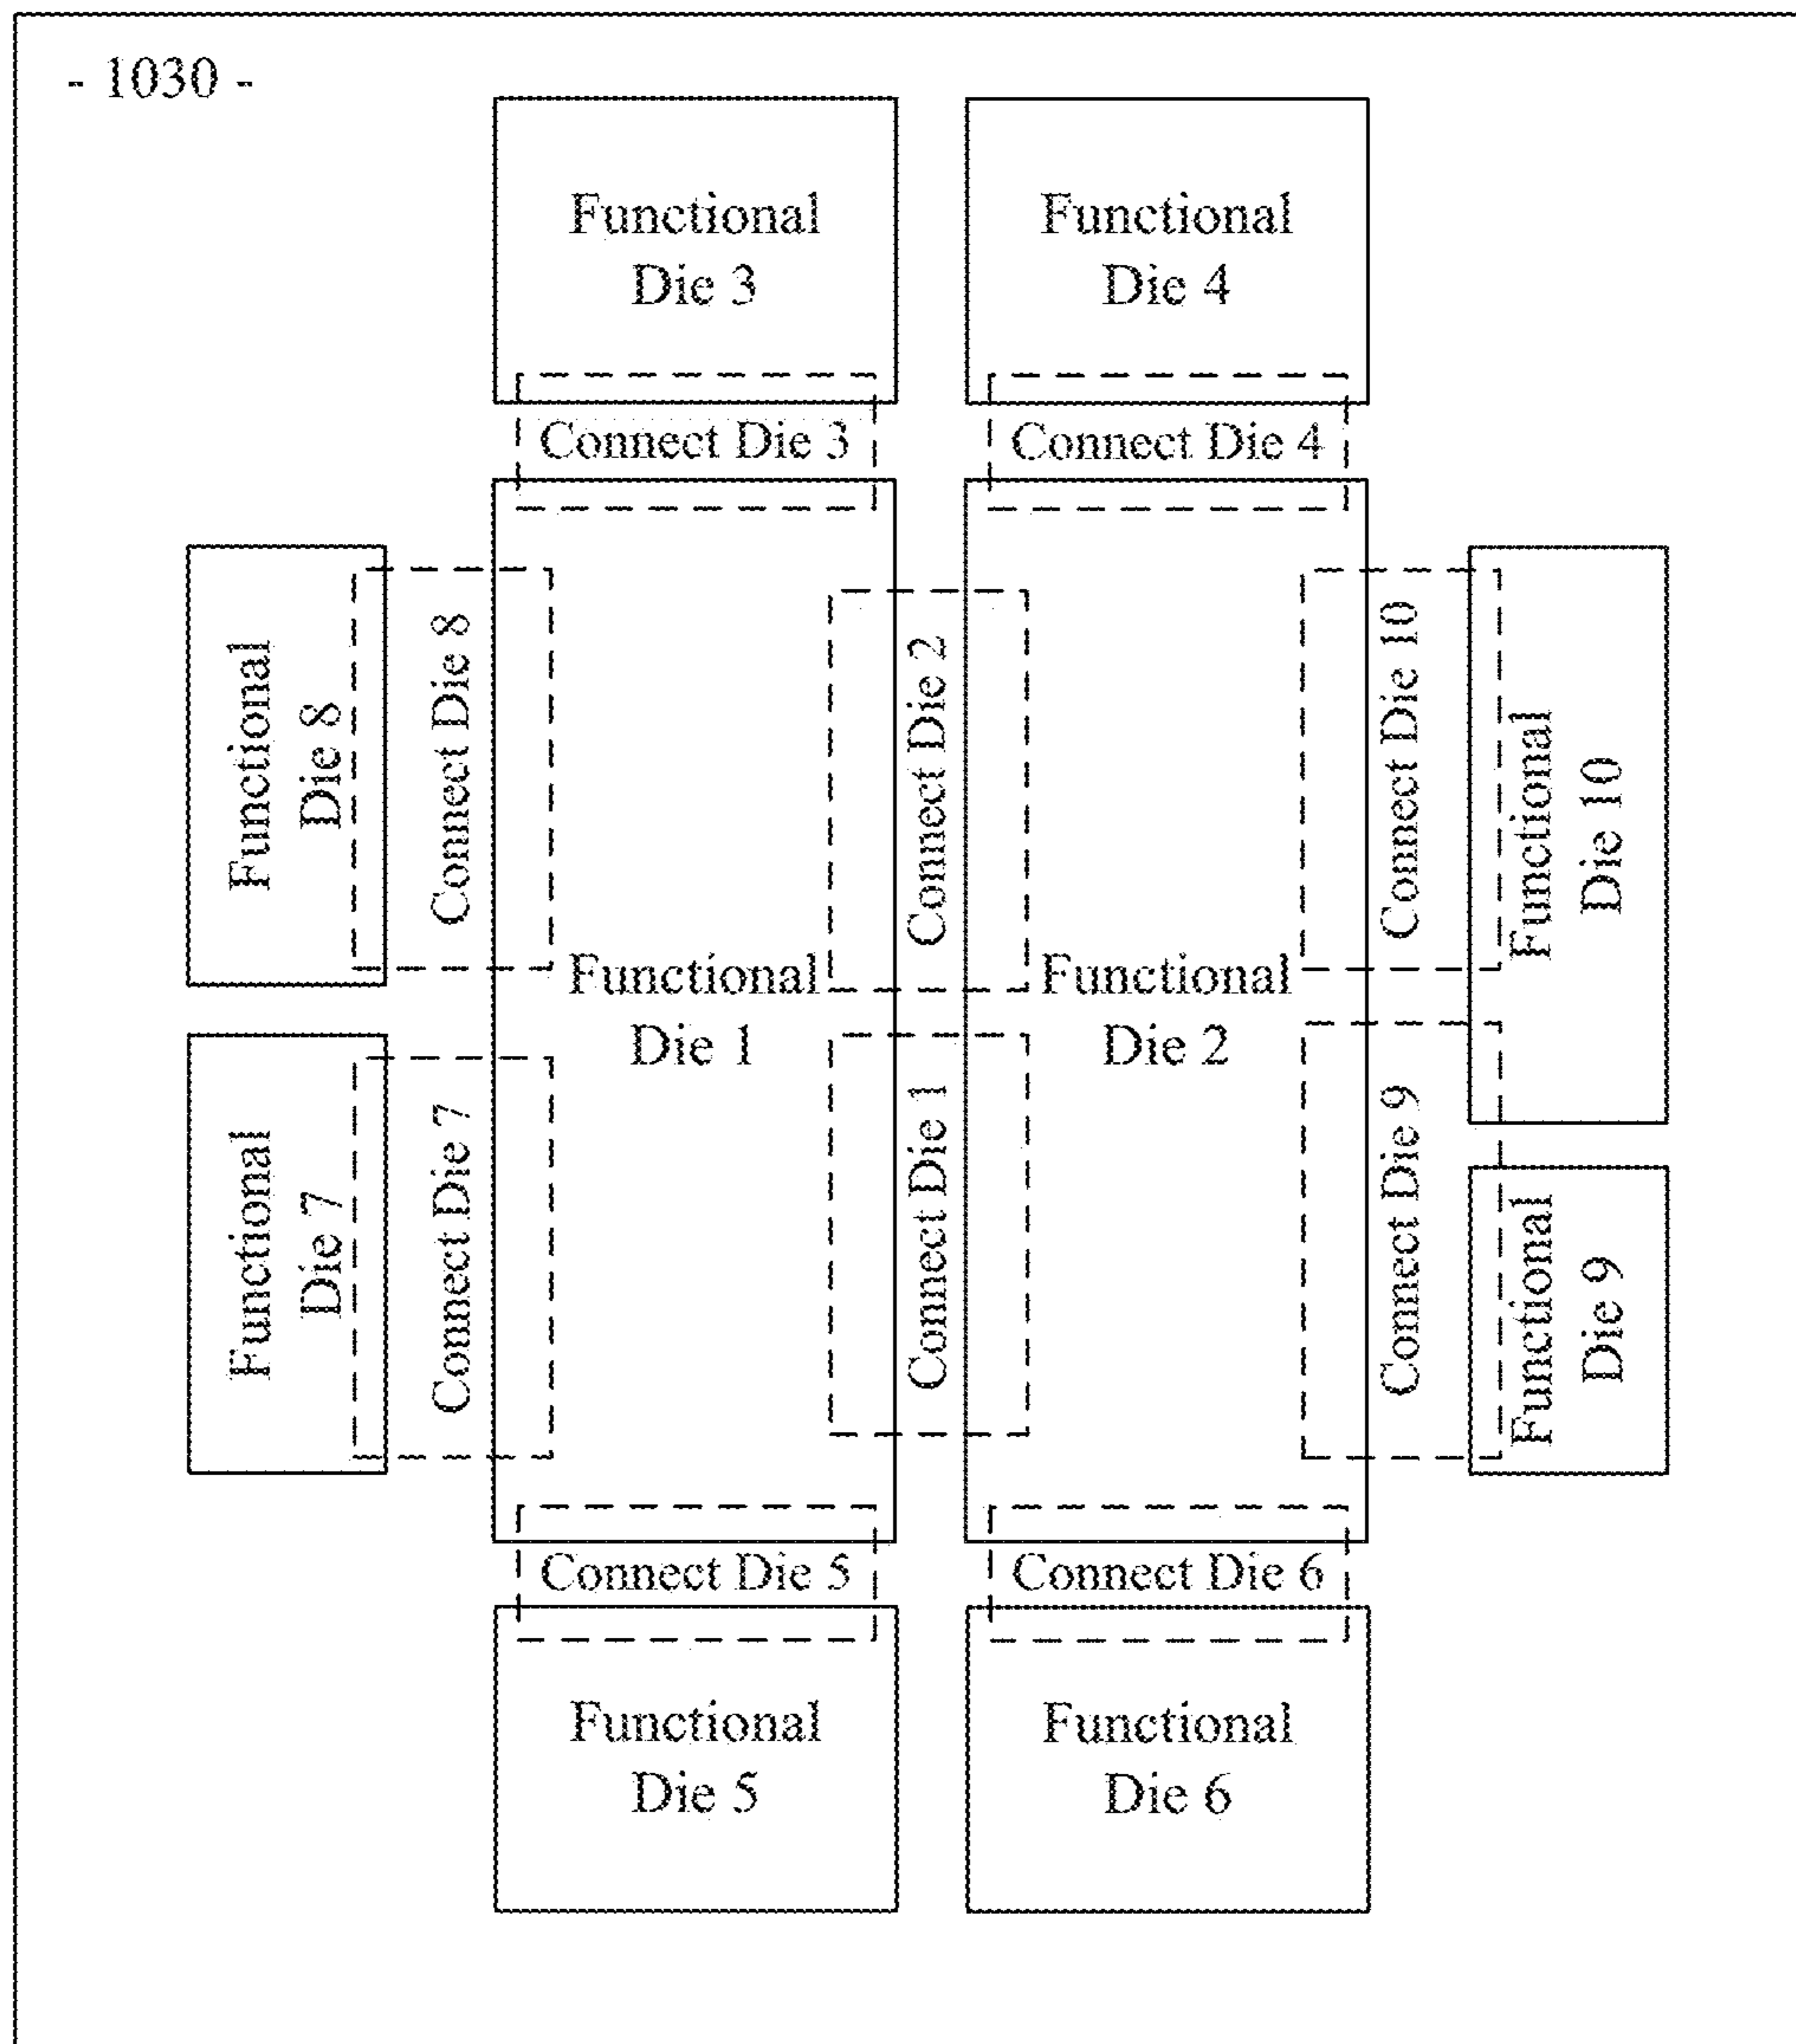 - 1030 -
Functional
Die 3
Functional
Die 4
Connect Die 3
Connect Die 4
Functional
Die 8
Connect Die 8
Connect Die 2
Connect Die 10
Functional
Die 10
Functional
Die 1
Functional
Die 2
Functional
Die 7
Connect Die 7
Connect Die 1
Connect Die 9
Functional
Die 9
Connect Die 5
Connect Die 6
Functional
Die 5
Functional
Die 6